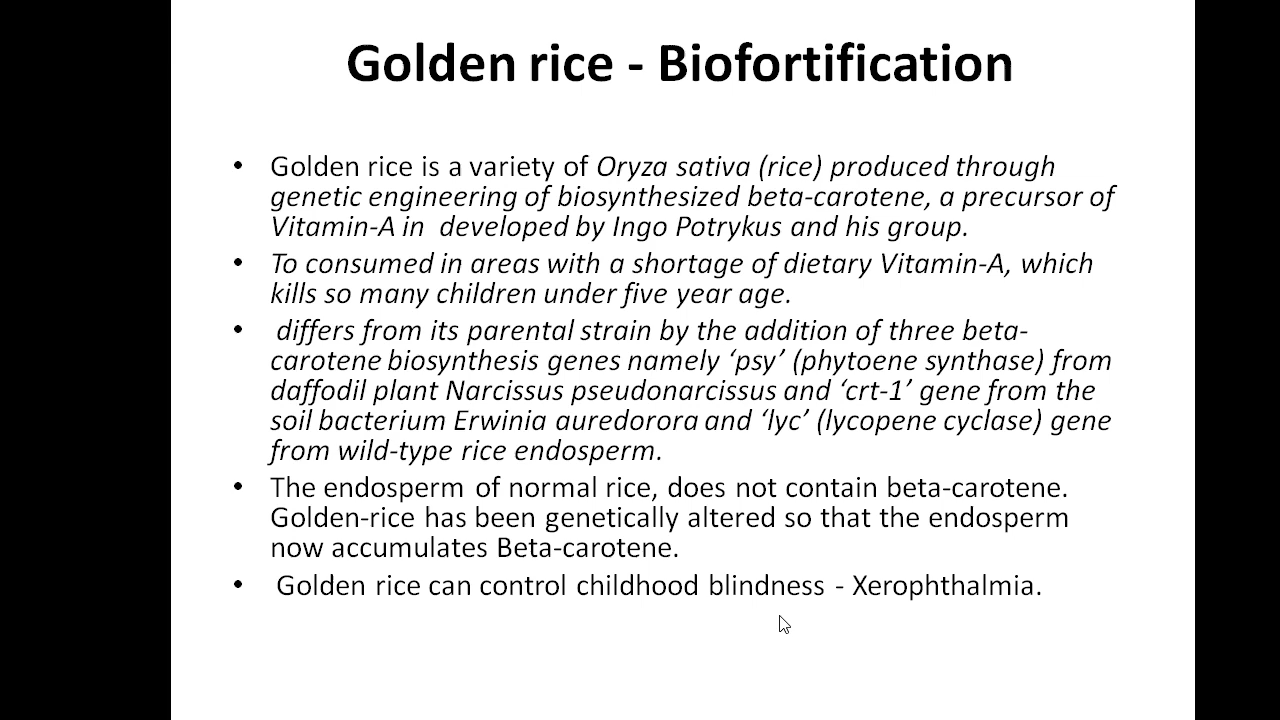 Golden rice - Biofortification
• Golden rice is a variety of Oryza sativa (rice) produced through
genetic engineering of biosynthesized beta-carotene, a precursor of
Vitamin-A in developed by Ingo Potrykus and his group.
• To consumed in areas with a shortage of dietary Vitamin-A, which
kills so many children under five year age.
• differs from its parental strain by the addition of three beta-
carotene biosynthesis genes namely ‘psy’ (phytoene synthase) from
daffodil plant Narcissus pseudonarcissus and ‘crt-1’ gene from the
soil bacterium Erwinia auredorora and ‘lyc’ (lycopene cyclase) gene
from wild-type rice endosperm.
• The endosperm of normal rice, does not contain beta-carotene.
Golden-rice has been genetically altered so that the endosperm
now accumulates Beta-carotene.
• Golden rice can control childhood blindness - Xerophthalmia.